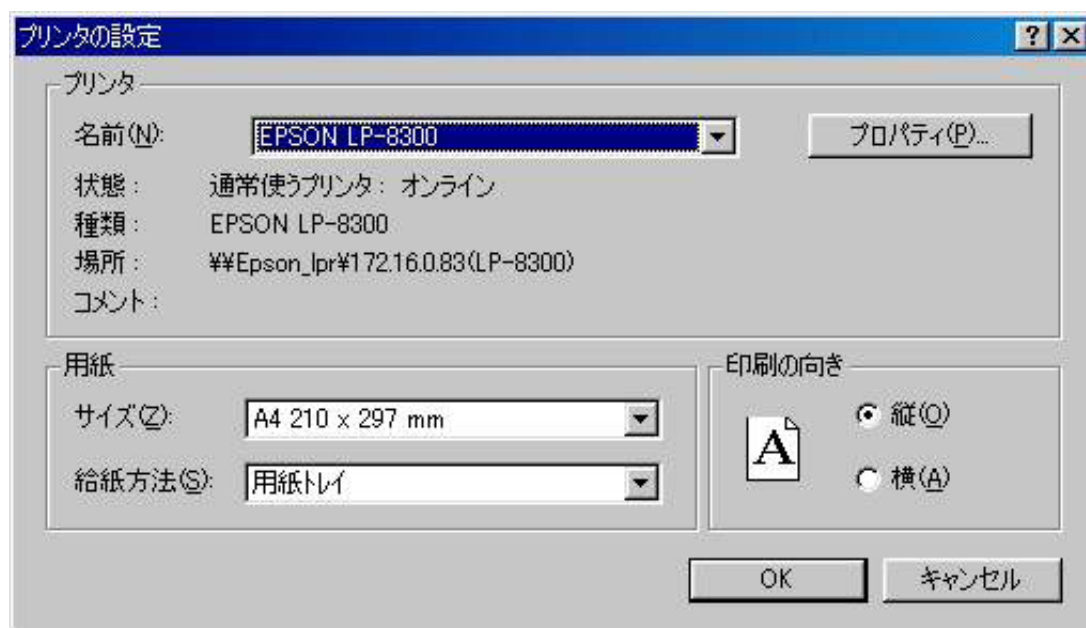 プリンタの設定
プリンタ
名前(N): EPSON LP-8300 プロパティ(P)...
状態： 通常使うプリンタ： オンライン
種類： EPSON LP-8300
場所： ¥¥Epson_lpr¥172.16.0.83(LP-8300)
コメント：
用紙
サイズ(Z): A4 210 x 297 mm
給紙方法(S): 用紙トレイ
印刷の向き
A
縦(O)
横(A)
OK キャンセル